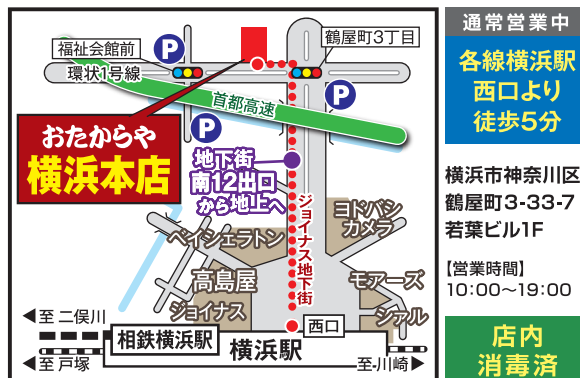 福祉会館前
P
鶴屋町3丁目
環状1号線
P
首都高速
P
おたからや
横浜本店
地下街
南12出口
から地上へ
ジョイナス地下街
ヨドバシ
カメラ
ベイシェラトン
高島屋
モアーズ
ジョイナス
シァル
西口
至 二俣川
相鉄横浜駅
横浜駅
至 戸塚
至 川崎
通常営業中
各線横浜駅
西口より
徒歩5分
横浜市神奈川区
鶴屋町3-33-7
若葉ビル1F
【営業時間】
10:00〜19:00
店内
消毒済